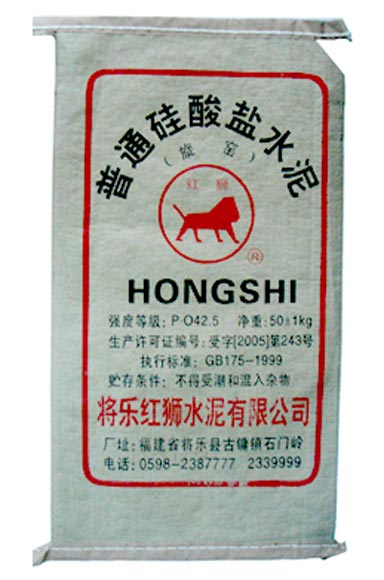 普通硅酸盐水泥
(旋窑)
红狮
R
HONGSHI
强度等级: P·O42.5 净重: 50±1kg
生产许可证编号: 受字[2005]第243号
执行标准: GB175-1999
贮存条件: 不得受潮和混入杂物
将乐红狮水泥有限公司
厂址: 福建省将乐县古镛镇石门岭
电话: 0598-2387777 2339999